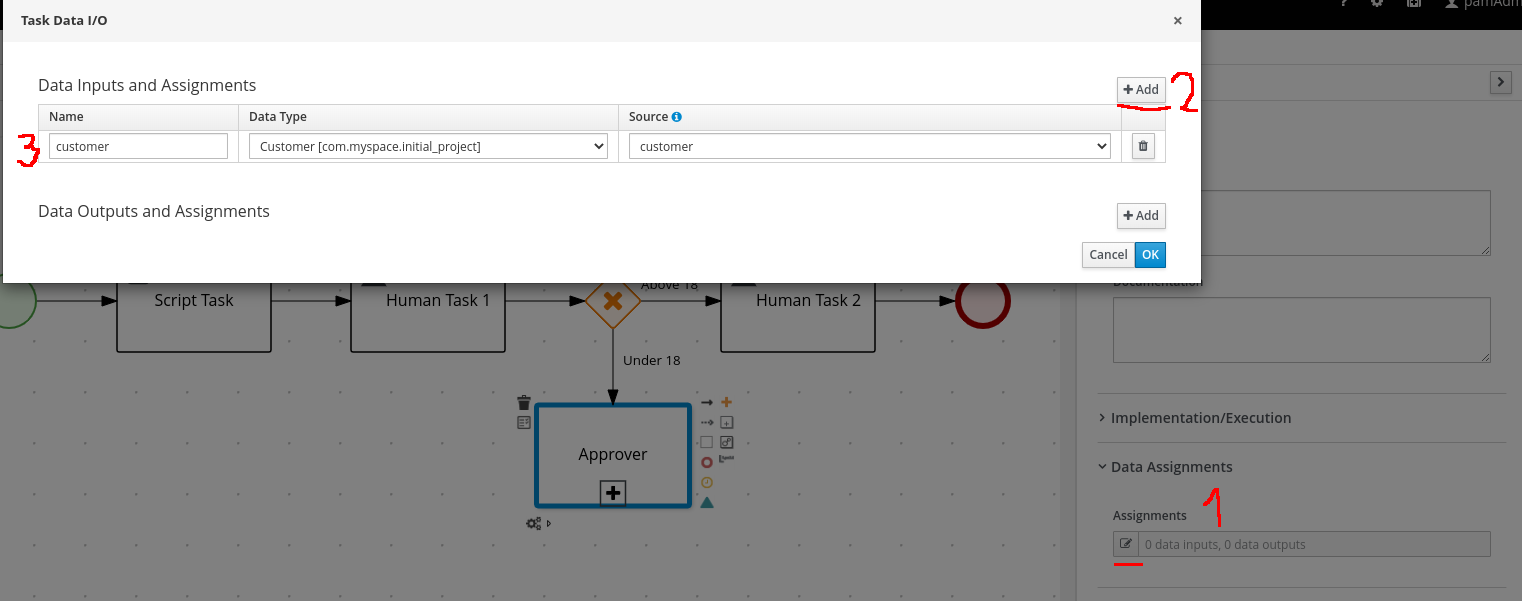 Task Data I/O
×
? pamAdm
Data Inputs and Assignments
+ Add 2
Name Data Type Source
3 customer Customer [com.myspace.initial_project] customer
Data Outputs and Assignments
+ Add
Cancel OK
Above 18
Documentation
Script Task Human Task 1 Human Task 2
Under 18
Implementation/Execution
Approver
Data Assignments
1
Assignments
0 data inputs, 0 data outputs